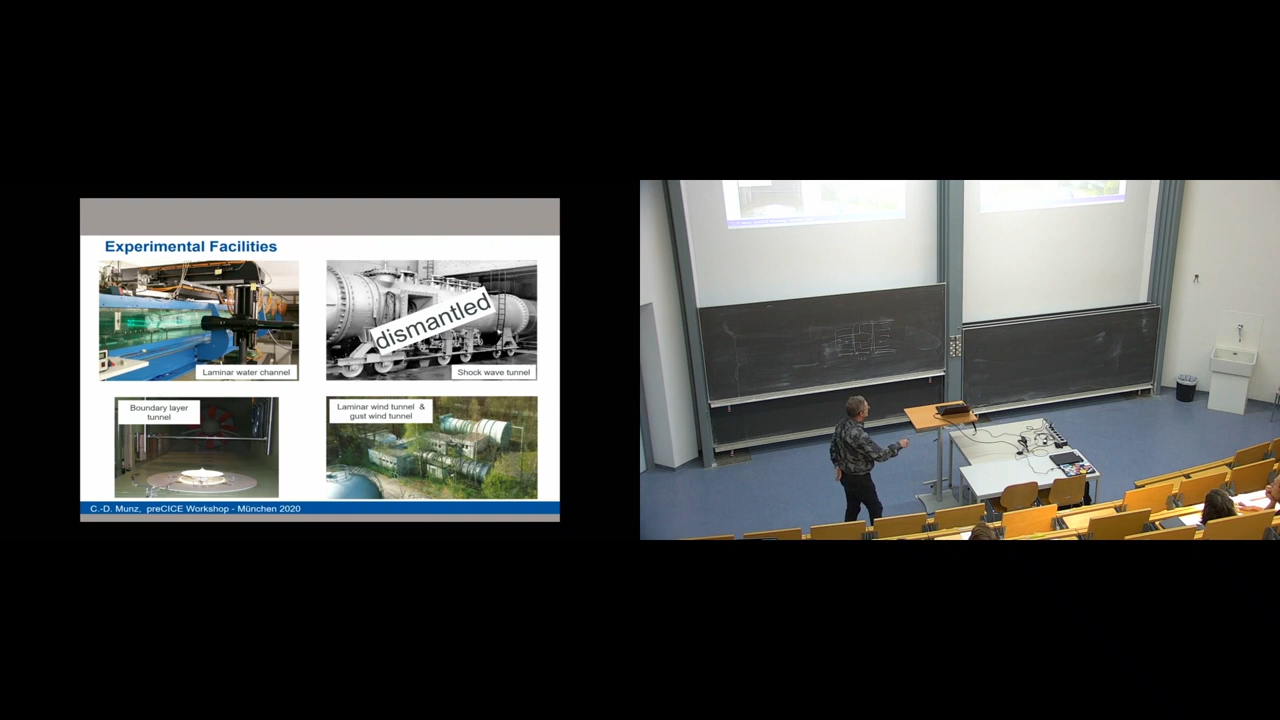 Experimental Facilities
dismantled
Laminar water channel
Shock wave tunnel
Boundary layer
tunnel
Laminar wind tunnel &
gust wind tunnel
C.-D. Munz, preCICE Workshop - München 2020